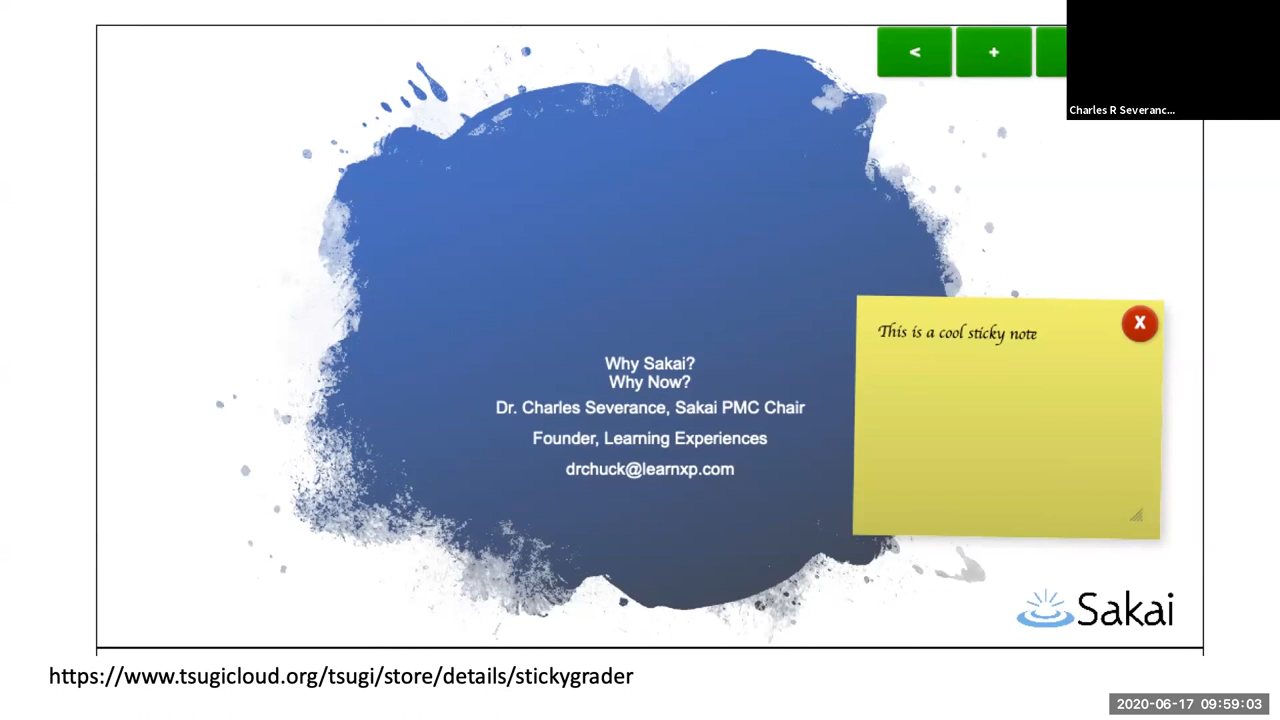 <
+
Charles R Severanc...
This is a cool sticky note
X
Why Sakai?
Why Now?
Dr. Charles Severance, Sakai PMC Chair
Founder, Learning Experiences
drchuck@learnxp.com
Sakai
https://www.tsugicloud.org/tsugi/store/details/stickygrader
2020-06-17 09:59:03